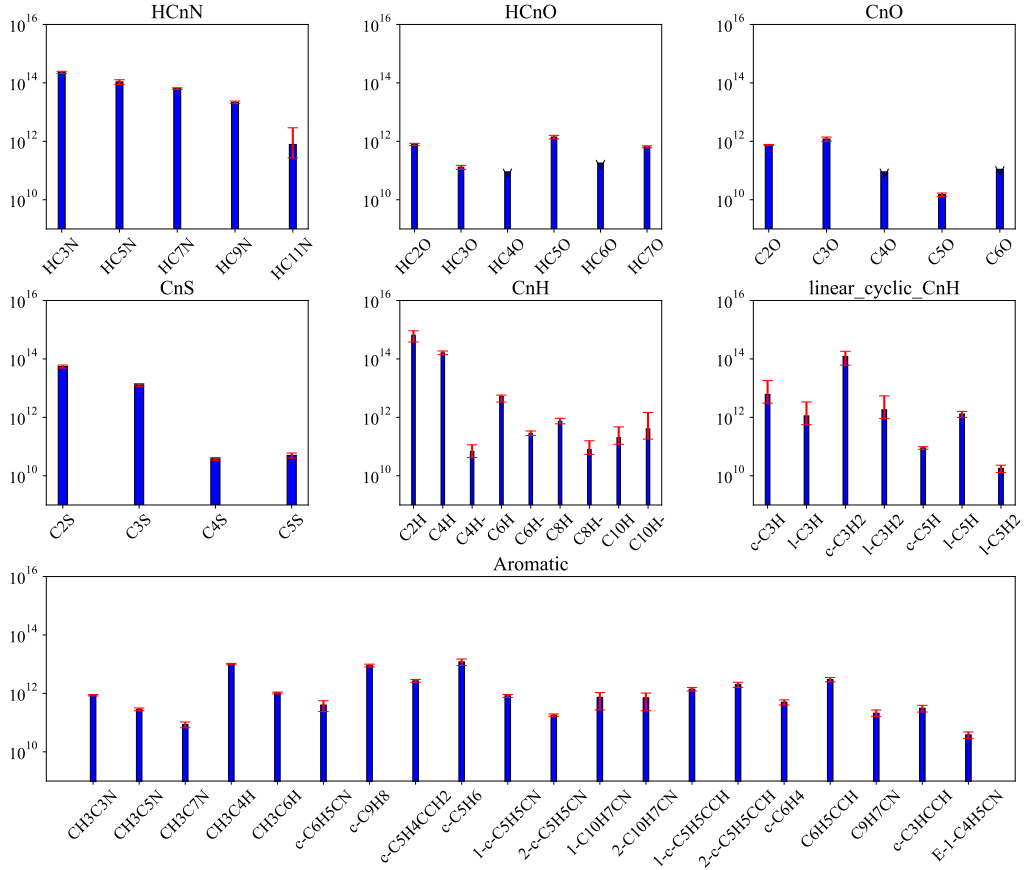 HCnN
10^16
10^14
10^12
10^10
HC3N
HC5N
HC7N
HC9N
HC11N
HCnO
10^16
10^14
10^12
10^10
HC2O
HC3O
HC4O
HC5O
HC6O
HC7O
CnO
10^16
10^14
10^12
10^10
C2O
C3O
C4O
C5O
C6O
CnS
10^16
10^14
10^12
10^10
C2S
C3S
C4S
C5S
CnH
10^16
10^14
10^12
10^10
C2H
C4H
C4H-
C6H
C6H-
C8H
C8H-
C10H
C10H-
linear_cyclic_CnH
10^16
10^14
10^12
10^10
c-C3H
l-C3H
c-C3H2
l-C3H2
c-C5H
l-C5H
l-C5H2
Aromatic
10^16
10^14
10^12
10^10
CH3C3N
CH3C5N
CH3C7N
CH3C4H
CH3C6H
c-C6H5CN
c-C9H8
c-C5H4CCH2
c-C5H6
1-c-C5H5CN
2-c-C5H5CN
1-C10H7CN
2-C10H7CN
1-c-C5H5CCH
2-c-C5H5CCH
c-C6H4
C6H5CCH
C9H7CN
c-C3HCCH
E-1-C4H5CN